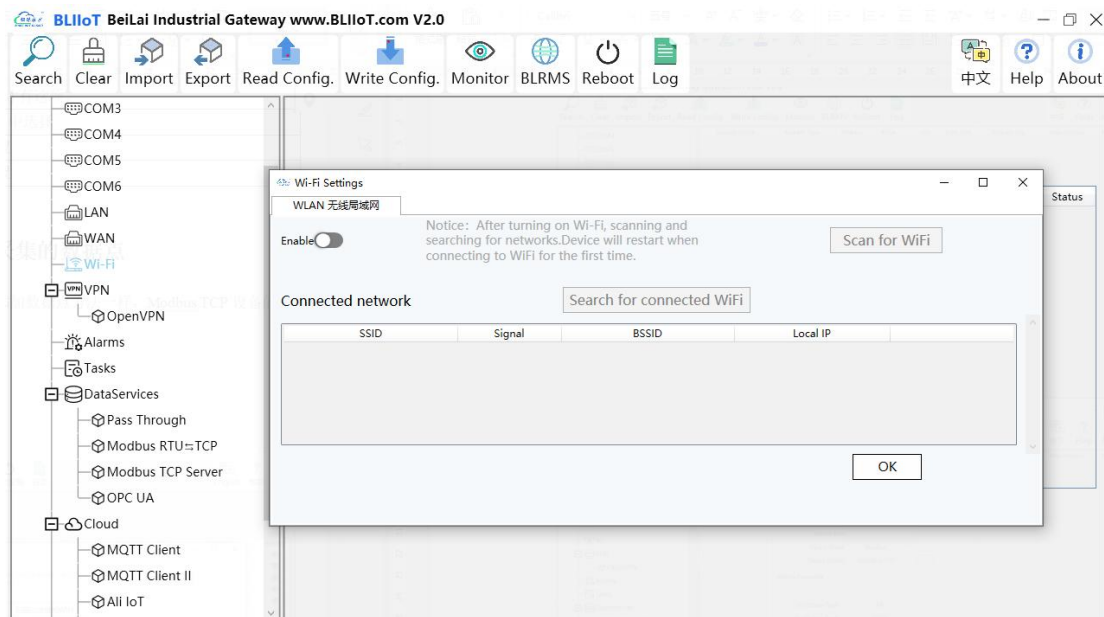 BLIIoT BeiLai Industrial Gateway www.BLIIoT.com V2.0
Search Clear Import Export Read Config. Write Config. Monitor BLRMS Reboot Log 中文 Help About
COM3
COM4
COM5
COM6
LAN
WAN
Wi-Fi
VPN
VPN
OpenVPN
Alarms
Tasks
DataServices
Pass Through
Modbus RTU⇆TCP
Modbus TCP Server
OPC UA
Cloud
MQTT Client
MQTT Client II
Ali IoT
Wi-Fi Settings
WLAN 无线局域网
Enable
Notice：After turning on Wi-Fi, scanning and
searching for networks.Device will restart when
connecting to WiFi for the first time.
Scan for WiFi
Connected network
Search for connected WiFi
SSID Signal BSSID Local IP
OK
Status